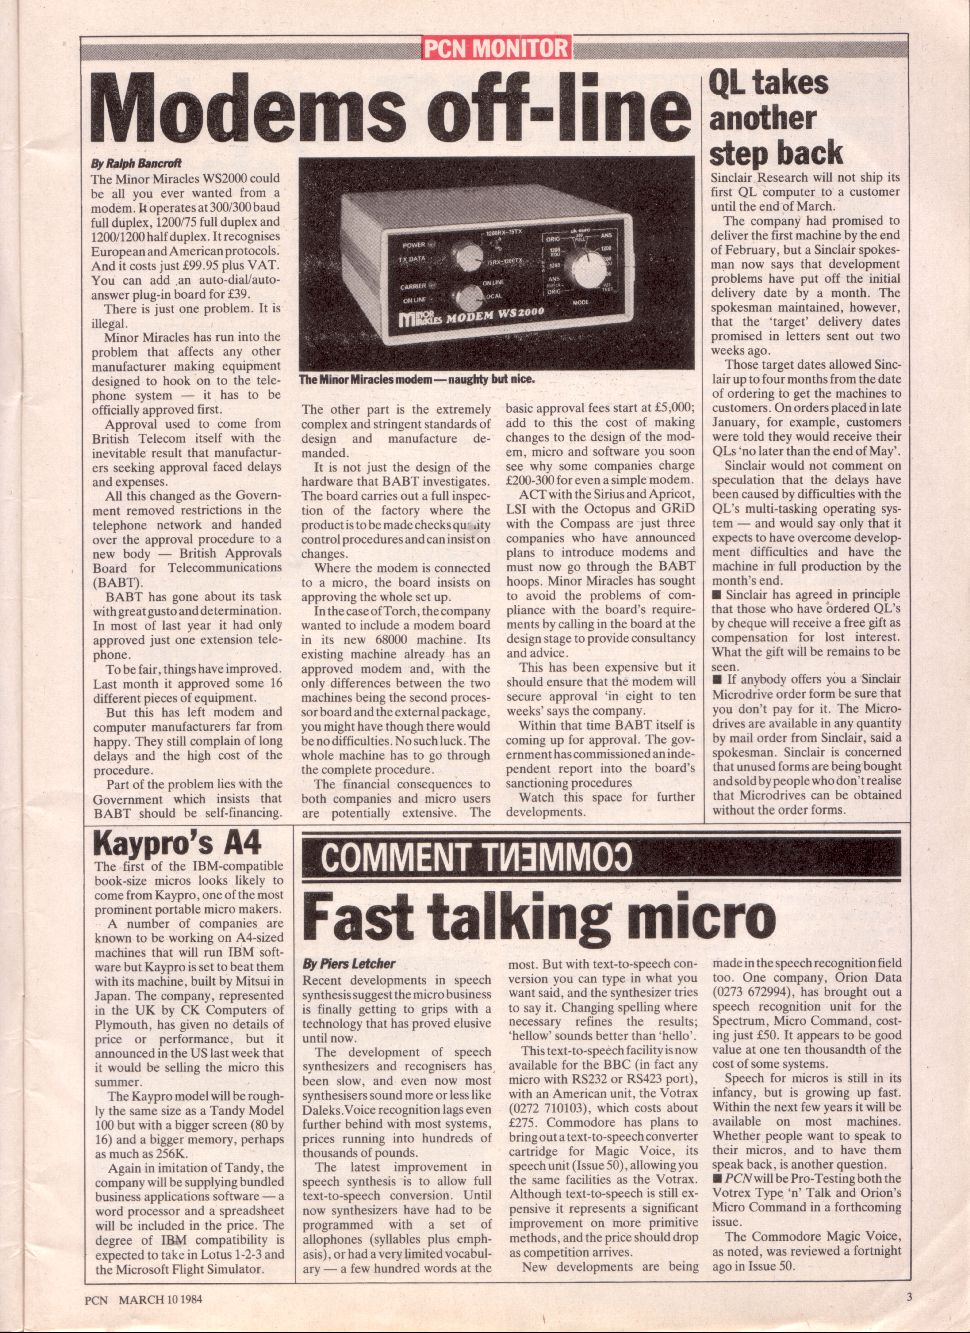 PCN MONITOR
Modems off-line
By Ralph Bancroft
The Minor Miracles WS2000 could
be all you ever wanted from a
modem. It operates at 300/300 baud
full duplex, 1200/75 full duplex and
1200/1200 half duplex. It recognises
European and American protocols.
And it costs just £99.95 plus VAT.
You can add an auto-dial/auto-
answer plug-in board for £39.
There is just one problem. It is
illegal.
Minor Miracles has run into the
problem that affects any other
manufacturer making equipment
designed to hook on to the tele-
phone system — it has to be
officially approved first.
Approval used to come from
British Telecom itself with the
inevitable result that manufactur-
ers seeking approval faced delays
and expenses.
All this changed as the Govern-
ment removed restrictions in the
telephone network and handed
over the approval procedure to a
new body — British Approvals
Board for Telecommunications
(BABT).
BABT has gone about its task
with great gusto and determination.
In most of last year it had only
approved just one extension tele-
phone.
To be fair, things have improved.
Last month it approved some 16
different pieces of equipment.
But this has left modem and
computer manufacturers far from
happy. They still complain of long
delays and the high cost of the
procedure.
Part of the problem lies with the
Government which insists that
BABT should be self-financing.
POWER
TX DATA
CARRIER
ON LINE
1200RX-75TX
75RX-1200TX
ON LINE
LOCAL
ORIG
ANS
MODE
MINOR MIRACLES MODEM WS2000
The Minor Miracles modem — naughty but nice.
The other part is the extremely
complex and stringent standards of
design and manufacture de-
manded.
It is not just the design of the
hardware that BABT investigates.
The board carries out a full inspec-
tion of the factory where the
product is to be made checks quality
control procedures and can insist on
changes.
Where the modem is connected
to a micro, the board insists on
approving the whole set up.
In the case of Torch, the company
wanted to include a modem board
in its new 68000 machine. Its
existing machine already has an
approved modem and, with the
only differences between the two
machines being the second proces-
sor board and the external package,
you might have though there would
be no difficulties. No such luck. The
whole machine has to go through
the complete procedure.
The financial consequences to
both companies and micro users
are potentially extensive. The
basic approval fees start at £5,000;
add to this the cost of making
changes to the design of the mod-
em, micro and software you soon
see why some companies charge
£200-300 for even a simple modem.
ACT with the Sirius and Apricot,
LSI with the Octopus and GRiD
with the Compass are just three
companies who have announced
plans to introduce modems and
must now go through the BABT
hoops. Minor Miracles has sought
to avoid the problems of com-
pliance with the board's require-
ments by calling in the board at the
design stage to provide consultancy
and advice.
This has been expensive but it
should ensure that the modem will
secure approval 'in eight to ten
weeks' says the company.
Within that time BABT itself is
coming up for approval. The gov-
ernment has commissioned an inde-
pendent report into the board's
sanctioning procedures
Watch this space for further
developments.
QL takes
another
step back
Sinclair Research will not ship its
first QL computer to a customer
until the end of March.
The company had promised to
deliver the first machine by the end
of February, but a Sinclair spokes-
man now says that development
problems have put off the initial
delivery date by a month. The
spokesman maintained, however,
that the 'target' delivery dates
promised in letters sent out two
weeks ago.
Those target dates allowed Sinc-
lair up to four months from the date
of ordering to get the machines to
customers. On orders placed in late
January, for example, customers
were told they would receive their
QLs 'no later than the end of May'.
Sinclair would not comment on
speculation that the delays have
been caused by difficulties with the
QL's multi-tasking operating sys-
tem — and would say only that it
expects to have overcome develop-
ment difficulties and have the
machine in full production by the
month's end.
■ Sinclair has agreed in principle
that those who have ordered QL's
by cheque will receive a free gift as
compensation for lost interest.
What the gift will be remains to be
seen.
■ If anybody offers you a Sinclair
Microdrive order form be sure that
you don't pay for it. The Micro-
drives are available in any quantity
by mail order from Sinclair, said a
spokesman. Sinclair is concerned
that unused forms are being bought
and sold by people who don't realise
that Microdrives can be obtained
without the order forms.
Kaypro's A4
The first of the IBM-compatible
book-size micros looks likely to
come from Kaypro, one of the most
prominent portable micro makers.
A number of companies are
known to be working on A4-sized
machines that will run IBM soft-
ware but Kaypro is set to beat them
with its machine, built by Mitsui in
Japan. The company, represented
in the UK by CK Computers of
Plymouth, has given no details of
price or performance, but it
announced in the US last week that
it would be selling the micro this
summer.
The Kaypro model will be rough-
ly the same size as a Tandy Model
100 but with a bigger screen (80 by
16) and a bigger memory, perhaps
as much as 256K.
Again in imitation of Tandy, the
company will be supplying bundled
business applications software — a
word processor and a spreadsheet
will be included in the price. The
degree of IBM compatibility is
expected to take in Lotus 1-2-3 and
the Microsoft Flight Simulator.
COMMENT COMMENT
Fast talking micro
By Piers Letcher
Recent developments in speech
synthesis suggest the micro business
is finally getting to grips with a
technology that has proved elusive
until now.
The development of speech
synthesizers and recognisers has
been slow, and even now most
synthesisers sound more or less like
Daleks. Voice recognition lags even
further behind with most systems,
prices running into hundreds of
thousands of pounds.
The latest improvement in
speech synthesis is to allow full
text-to-speech conversion. Until
now synthesizers have had to be
programmed with a set of
allophones (syllables plus emph-
asis), or had a very limited vocabul-
ary — a few hundred words at the
most. But with text-to-speech con-
version you can type in what you
want said, and the synthesizer tries
to say it. Changing spelling where
necessary refines the results;
'hellow' sounds better than 'hello'.
This text-to-speech facility is now
available for the BBC (in fact any
micro with RS232 or RS423 port),
with an American unit, the Votrax
(0272 710103), which costs about
£275. Commodore has plans to
bring out a text-to-speech converter
cartridge for Magic Voice, its
speech unit (Issue 50), allowing you
the same facilities as the Votrax.
Although text-to-speech is still ex-
pensive it represents a significant
improvement on more primitive
methods, and the price should drop
as competition arrives.
New developments are being
made in the speech recognition field
too. One company, Orion Data
(0273 672994), has brought out a
speech recognition unit for the
Spectrum, Micro Command, cost-
ing just £50. It appears to be good
value at one ten thousandth of the
cost of some systems.
Speech for micros is still in its
infancy, but is growing up fast.
Within the next few years it will be
available on most machines.
Whether people want to speak to
their micros, and to have them
speak back, is another question.
■ PCN will be Pro-Testing both the
Votrex Type 'n' Talk and Orion's
Micro Command in a forthcoming
issue.
The Commodore Magic Voice,
as noted, was reviewed a fortnight
ago in Issue 50.
PCN MARCH 10 1984
3